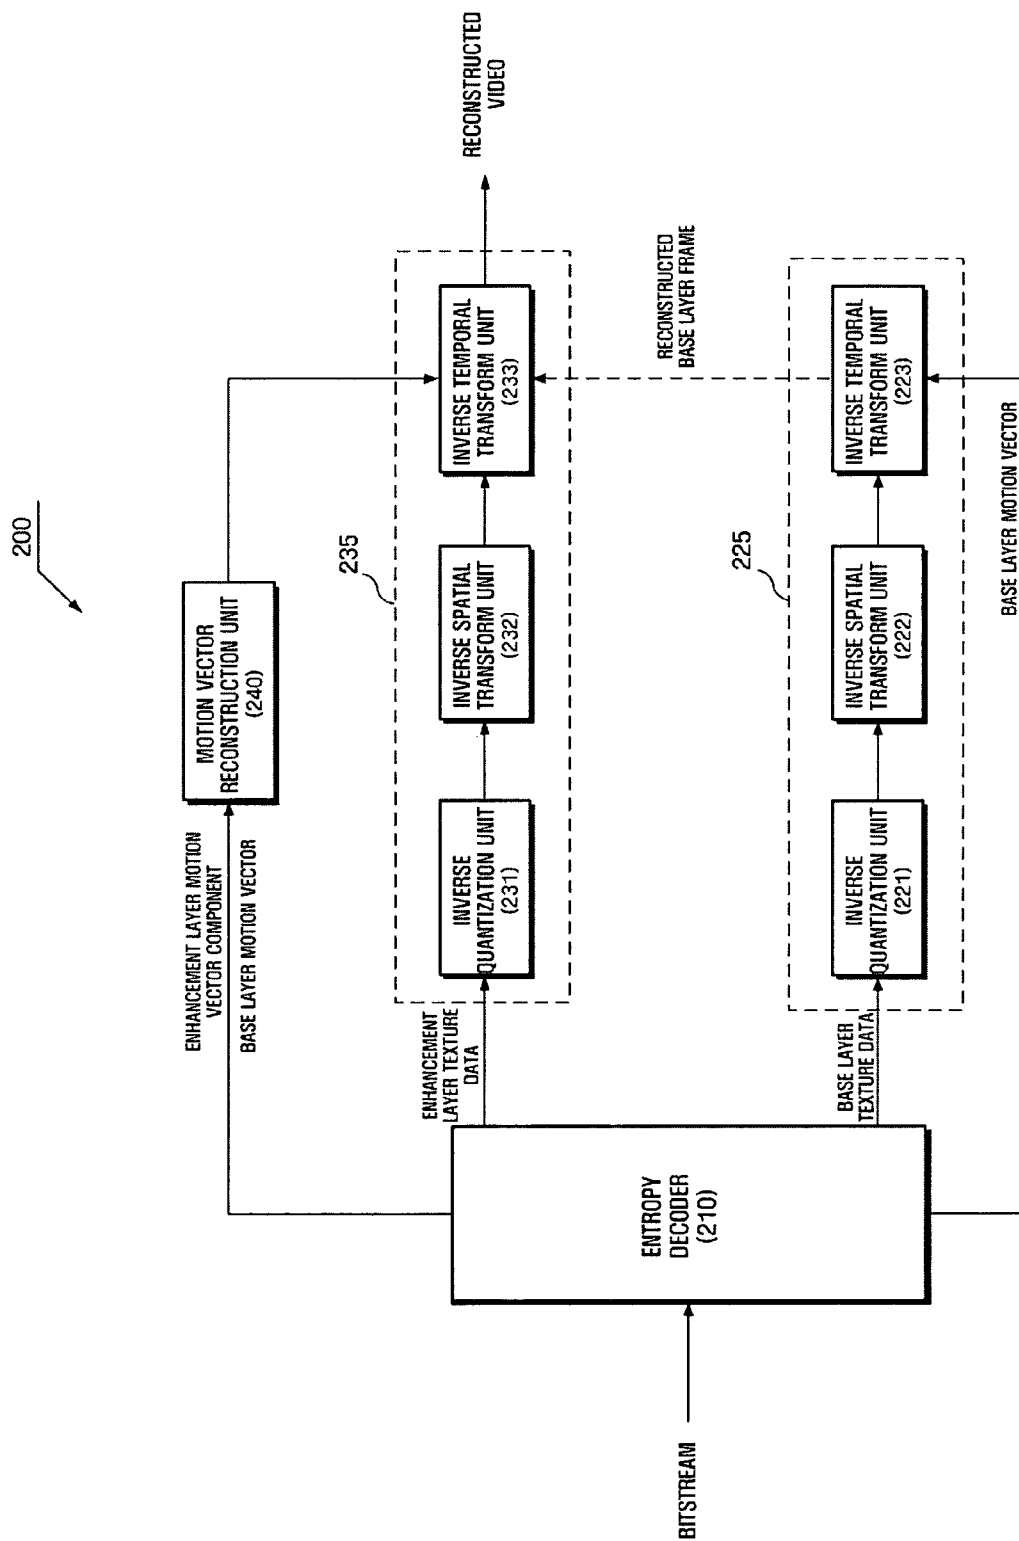 200
BITSTREAM
ENTROPY
DECODER
(210)
ENHANCEMENT LAYER MOTION
VECTOR COMPONENT
BASE LAYER MOTION VECTOR
MOTION VECTOR
RECONSTRUCTION UNIT
(240)
ENHANCEMENT
LAYER TEXTURE
DATA
235
INVERSE
QUANTIZATION UNIT
(231)
INVERSE SPATIAL
TRANSFORM UNIT
(232)
INVERSE TEMPORAL
TRANSFORM UNIT
(233)
RECONSTRUCTED
VIDEO
RECONSTRUCTED
BASE LAYER FRAME
BASE LAYER
TEXTURE DATA
225
INVERSE
QUANTIZATION UNIT
(221)
INVERSE SPATIAL
TRANSFORM UNIT
(222)
INVERSE TEMPORAL
TRANSFORM UNIT
(223)
BASE LAYER MOTION VECTOR